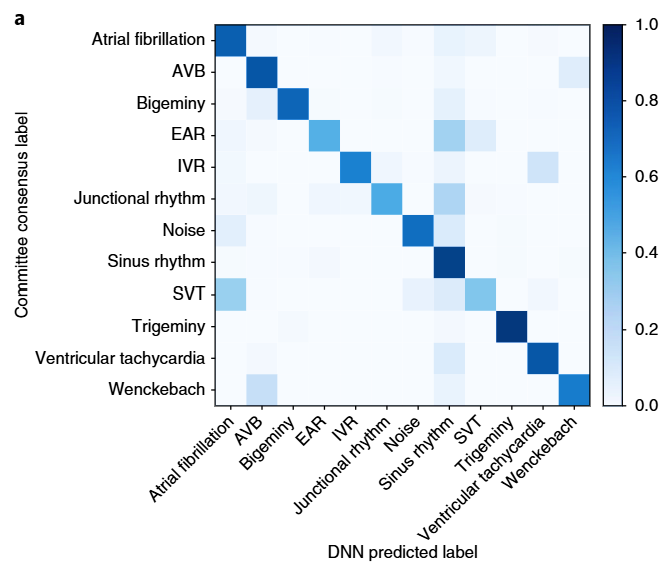 a
Committee consensus label
Atrial fibrillation
AVB
Bigeminy
EAR
IVR
Junctional rhythm
Noise
Sinus rhythm
SVT
Trigeminy
Ventricular tachycardia
Wenckebach
Atrial fibrillation
AVB
Bigeminy
EAR
IVR
Junctional rhythm
Noise
Sinus rhythm
SVT
Trigeminy
Ventricular tachycardia
Wenckebach
DNN predicted label
1.0
0.8
0.6
0.4
0.2
0.0